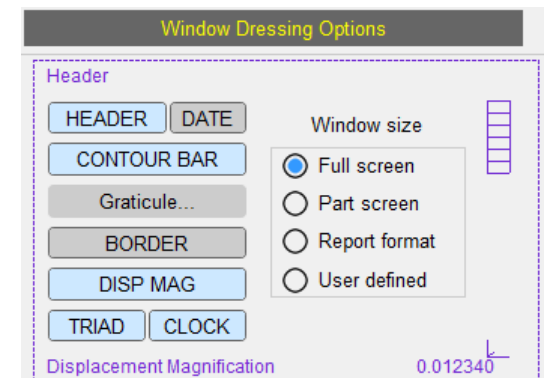 Window Dressing Options
Header
HEADER DATE
CONTOUR BAR
Graticule...
BORDER
DISP MAG
TRIAD CLOCK
Window size
Full screen
Part screen
Report format
User defined
Displacement Magnification 0.012340